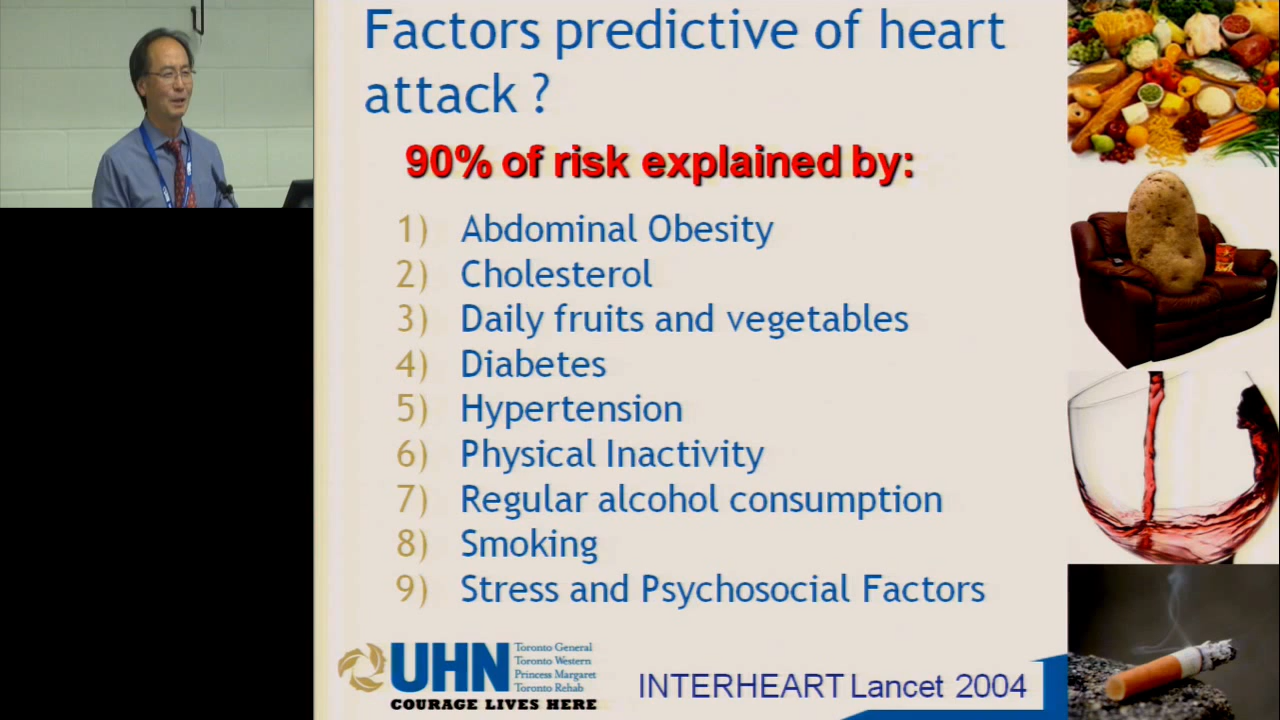 Factors predictive of heart
attack ?
90% of risk explained by:
1) Abdominal Obesity
2) Cholesterol
3) Daily fruits and vegetables
4) Diabetes
5) Hypertension
6) Physical Inactivity
7) Regular alcohol consumption
8) Smoking
9) Stress and Psychosocial Factors
UHN
Toronto General
Toronto Western
Princess Margaret
Toronto Rehab
COURAGE LIVES HERE
INTERHEART Lancet 2004